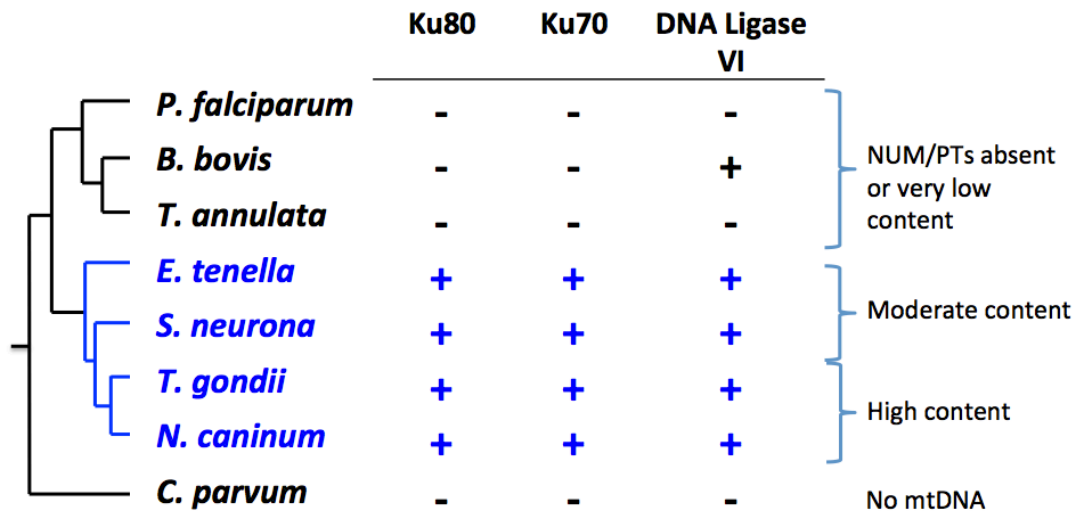 Ku80 Ku70 DNA Ligase
VI
P. falciparum - - -
B. bovis - - +
T. annulata - - -
NUM/PTs absent
or very low
content
E. tenella + + +
S. neurona + + +
Moderate content
T. gondii + + +
N. caninum + + +
High content
C. parvum - - -
No mtDNA